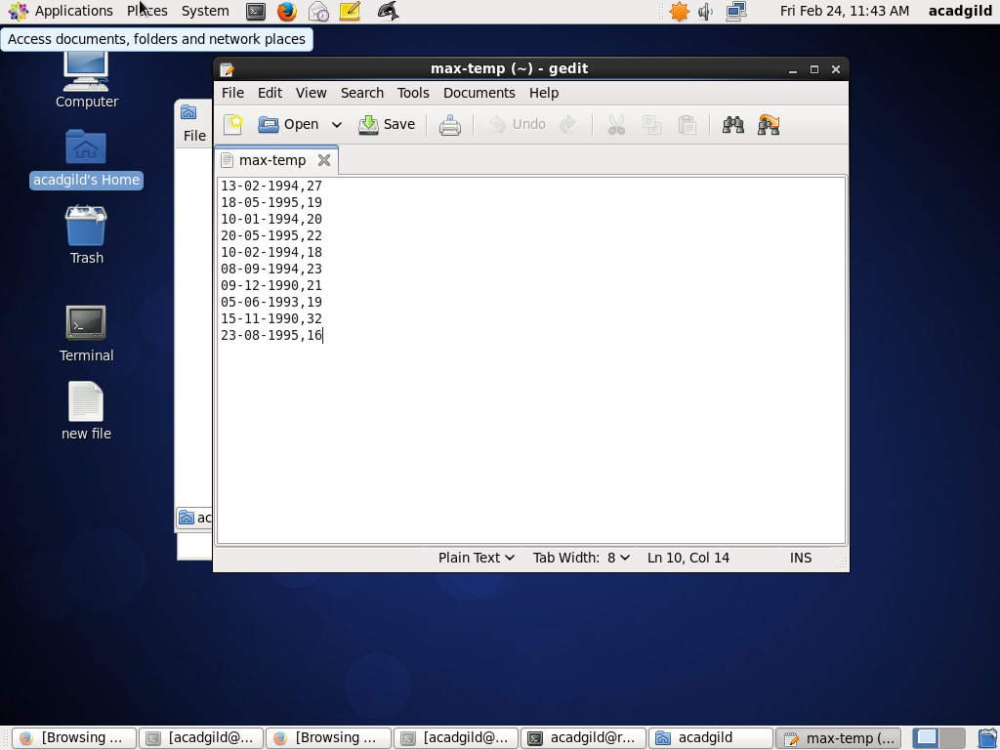 Applications Places System Fri Feb 24, 11:43 AM acadgild
Access documents, folders and network places
Computer
acadgild's Home
Trash
Terminal
new file
File
ac
max-temp (~) - gedit
File Edit View Search Tools Documents Help
Open Save Undo
max-temp
13-02-1994,27
18-05-1995,19
10-01-1994,20
20-05-1995,22
10-02-1994,18
08-09-1994,23
09-12-1990,21
05-06-1993,19
15-11-1990,32
23-08-1995,16
Plain Text Tab Width: 8 Ln 10, Col 14 INS
[Browsing ... [acadgild@... [Browsing ... [acadgild@... acadgild@r... acadgild max-temp (...